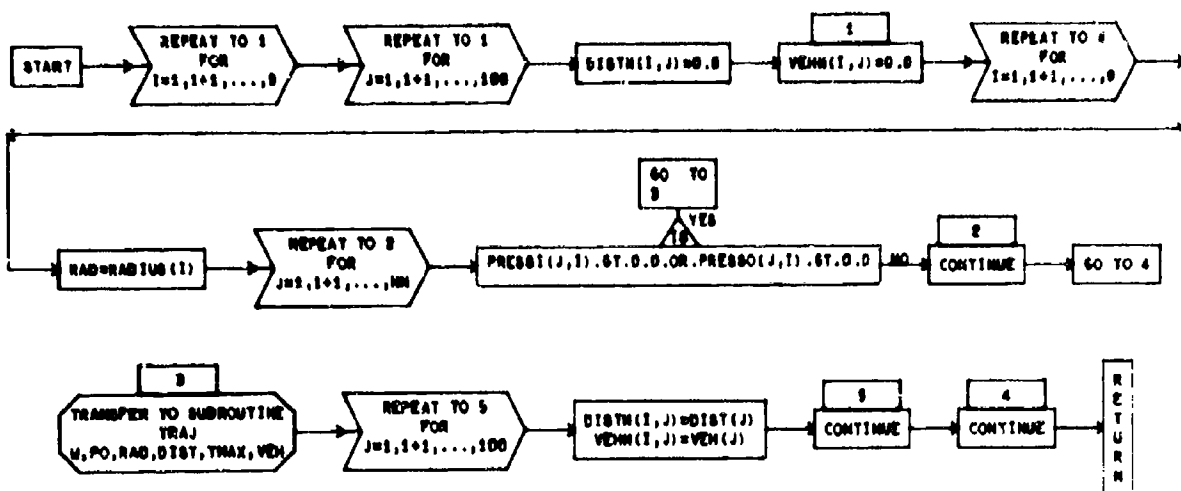 START
REPEAT TO 1
FOR
I=1,1+1,...,9
REPEAT TO 1
FOR
J=1,1+1,...,100
DISTN(I,J)=0.0
1
VEHN(I,J)=0.0
REPEAT TO 4
FOR
I=1,1+1,...,9
RAD=RADIUS(I)
REPEAT TO 2
FOR
J=1,1+1,...,NN
GO TO
3
YES
IS
PRESSI(J,I).GT.0.0.OR.PRESSO(J,I).GT.0.0
NO
2
CONTINUE
GO TO 4
3
TRANSFER TO SUBROUTINE
TRAJ
W,PO,RAD,DIST,TMAX,VEH
REPEAT TO 5
FOR
J=1,1+1,...,100
DISTN(I,J)=DIST(J)
VEHN(I,J)=VEH(J)
5
CONTINUE
4
CONTINUE
RETURN